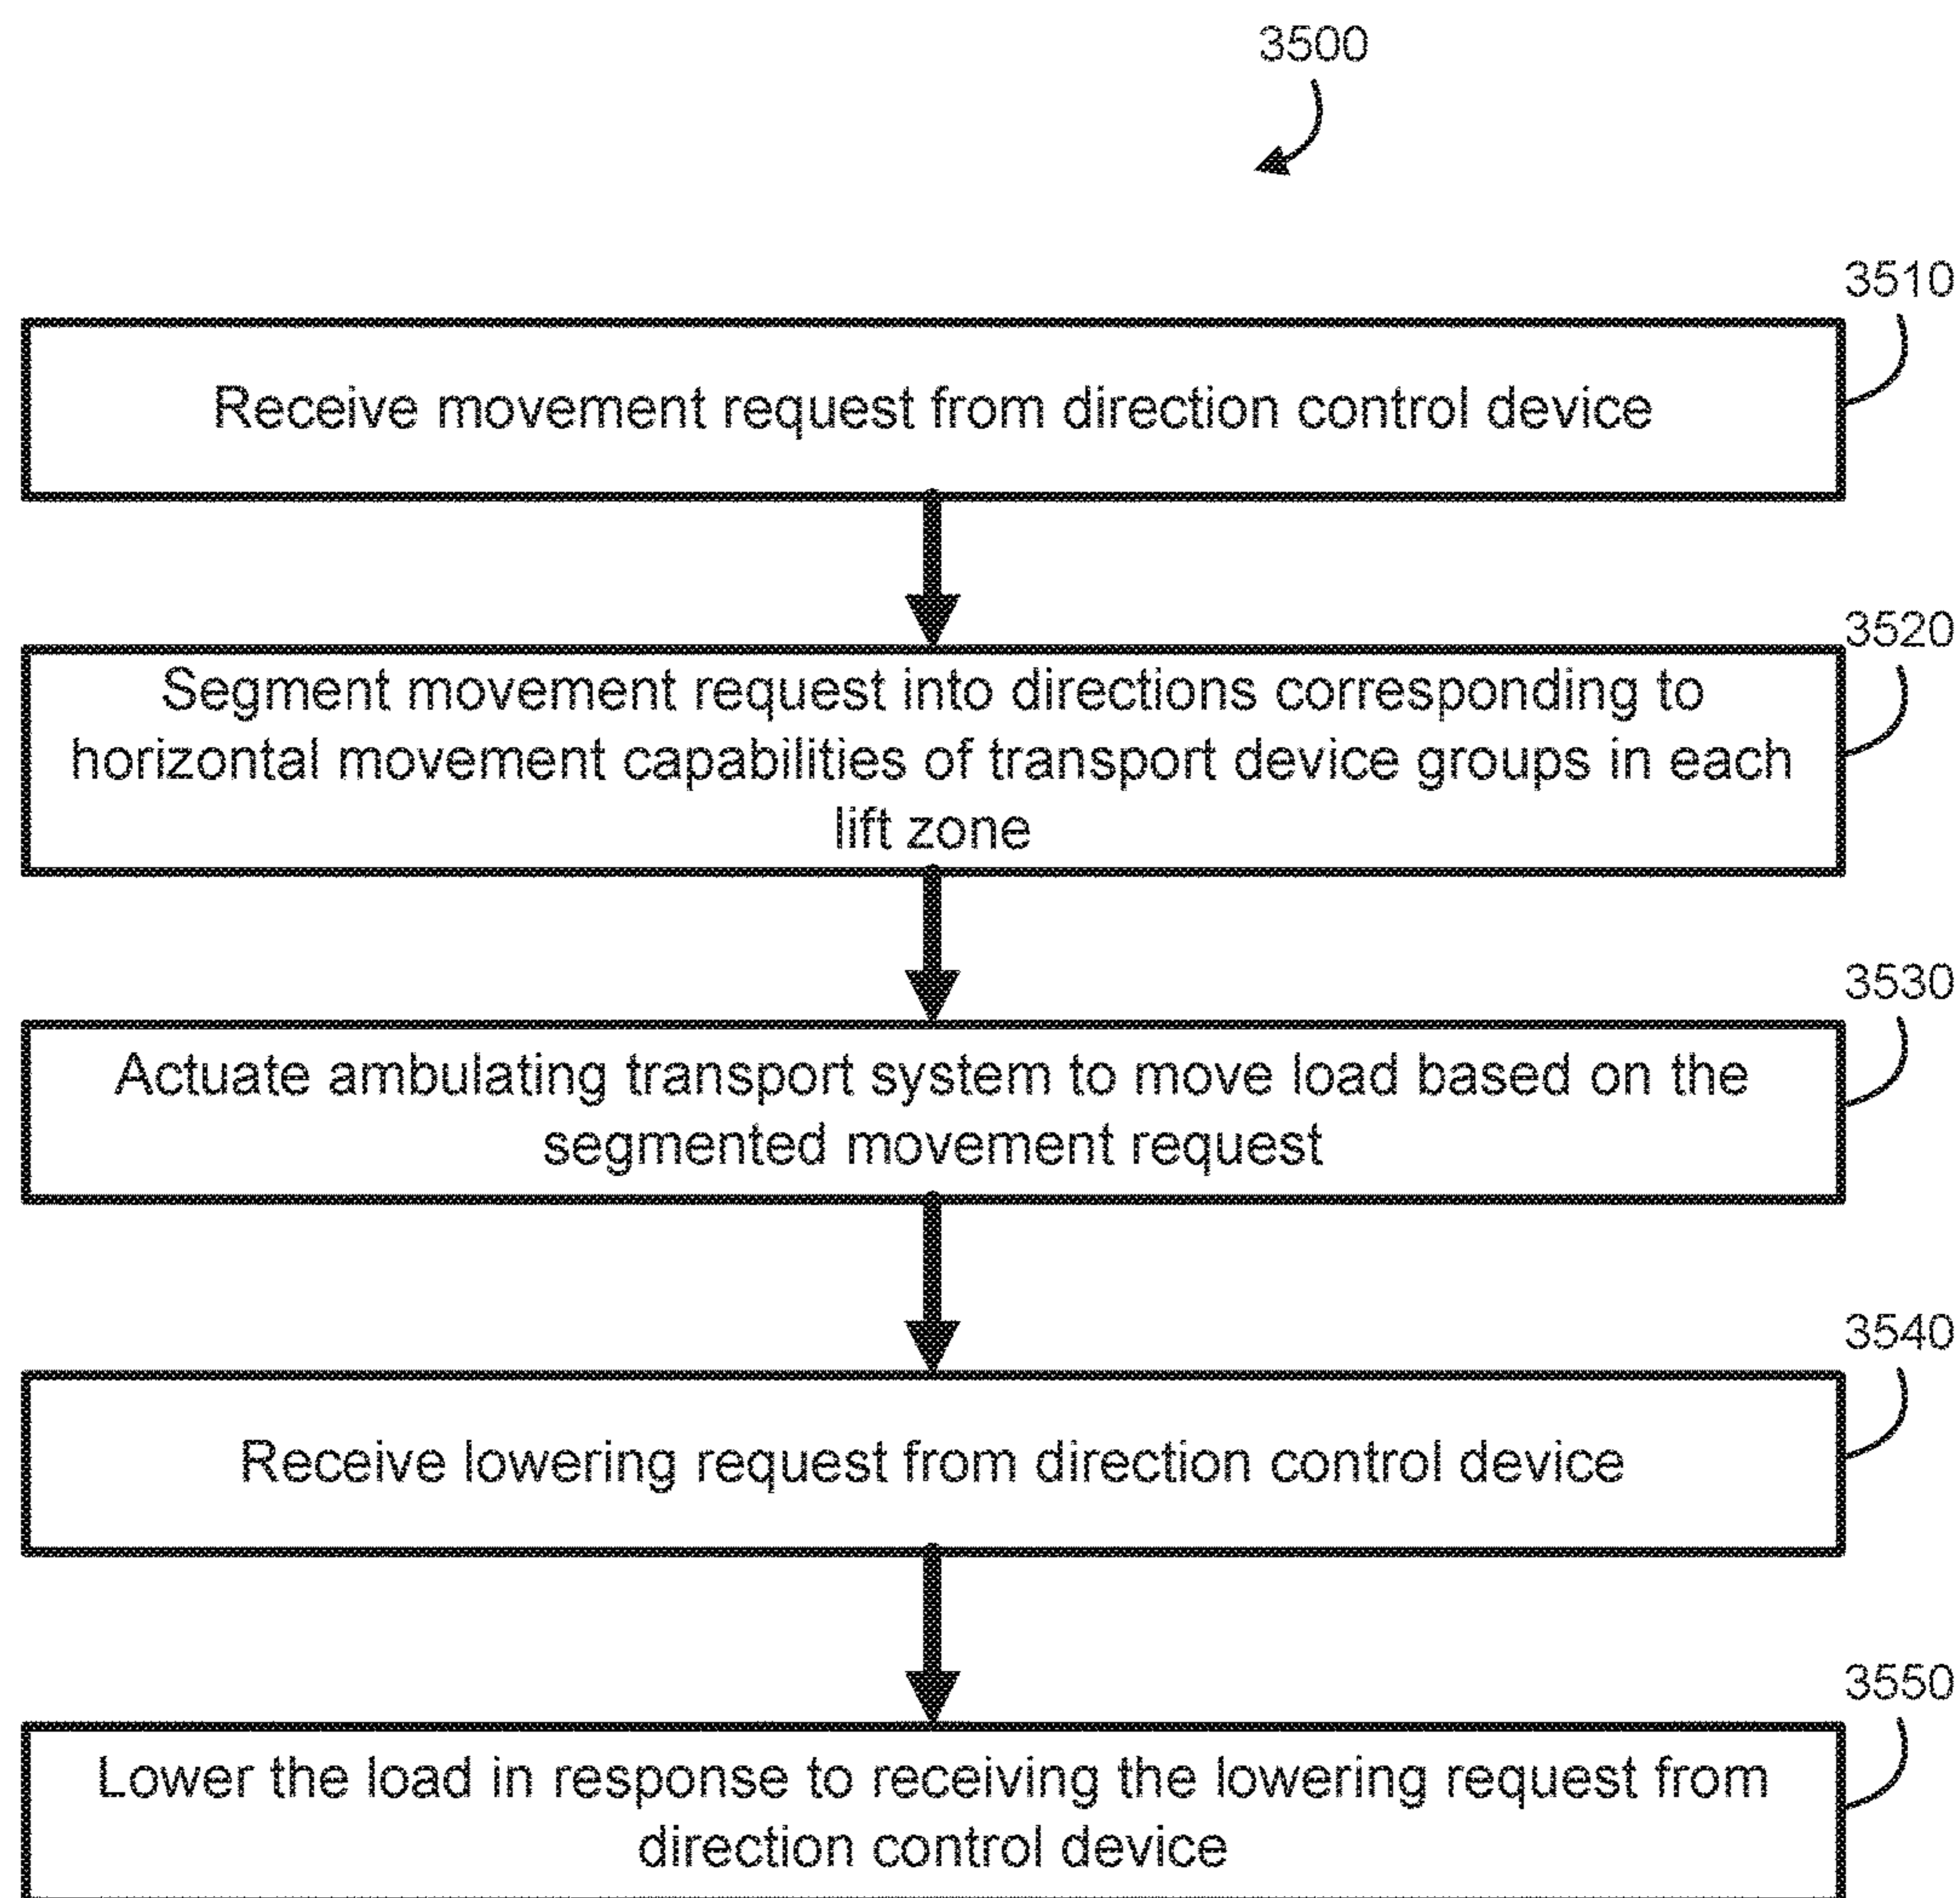 3500
3510
Receive movement request from direction control device
3520
Segment movement request into directions corresponding to
horizontal movement capabilities of transport device groups in each
lift zone
3530
Actuate ambulating transport system to move load based on the
segmented movement request
3540
Receive lowering request from direction control device
3550
Lower the load in response to receiving the lowering request from
direction control device